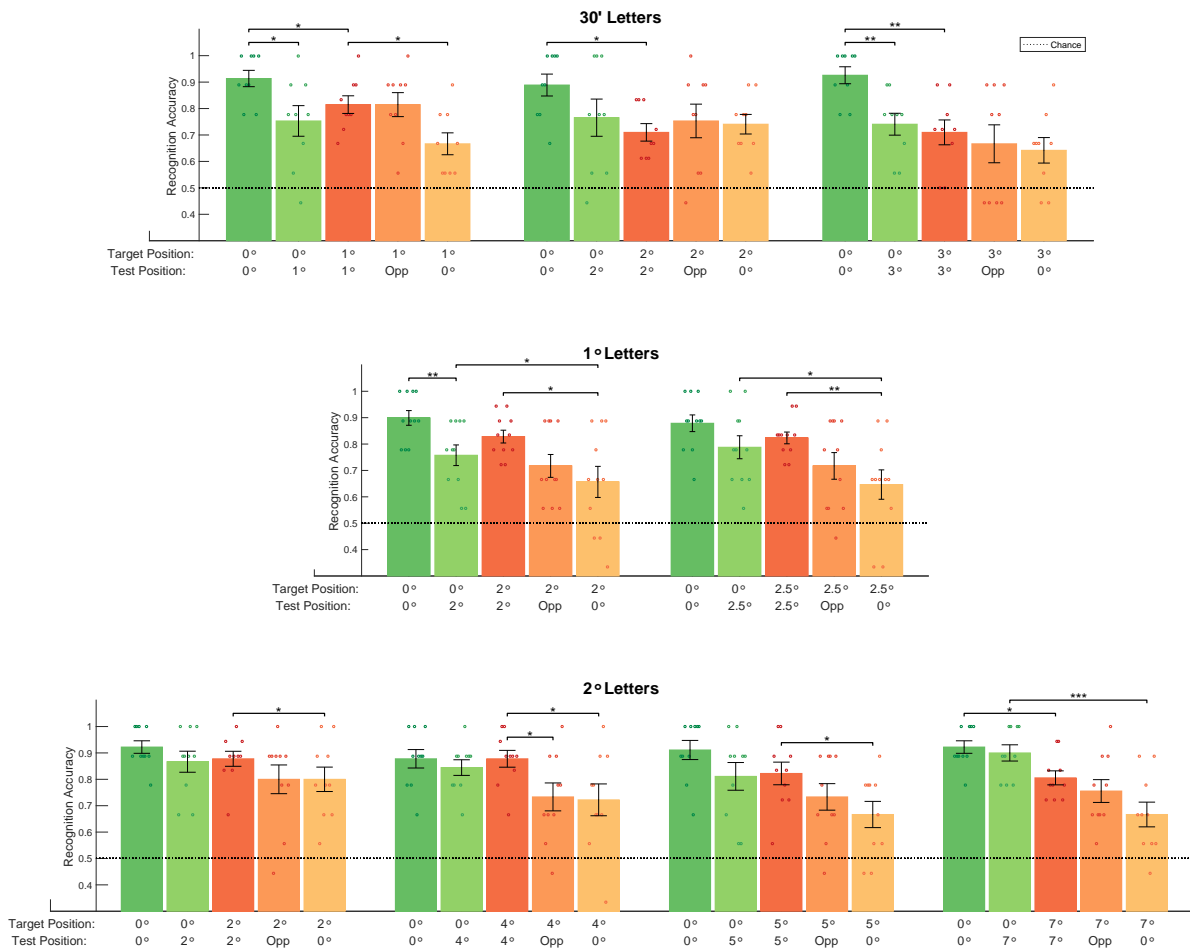 30' Letters
* **
* * * **
Chance
1
0.9
0.8
0.7
0.6
0.5
0.4
Recognition Accuracy
Target Position: 0° 0° 1° 1° 1° 0° 0° 2° 2° 2° 0° 0° 3° 3° 3°
Test Position: 0° 1° 1° Opp 0° 0° 2° 2° Opp 0° 0° 3° 3° Opp 0°
1° Letters
* *
** * **
1
0.9
0.8
0.7
0.6
0.5
0.4
Recognition Accuracy
Target Position: 0° 0° 2° 2° 2° 0° 0° 2.5° 2.5° 2.5°
Test Position: 0° 2° 2° Opp 0° 0° 2.5° 2.5° Opp 0°
2° Letters
***
* * *
* *
1
0.9
0.8
0.7
0.6
0.5
0.4
Recognition Accuracy
Target Position: 0° 0° 2° 2° 2° 0° 0° 4° 4° 4° 0° 0° 5° 5° 5° 0° 0° 7° 7° 7°
Test Position: 0° 2° 2° Opp 0° 0° 4° 4° Opp 0° 0° 5° 5° Opp 0° 0° 7° 7° Opp 0°